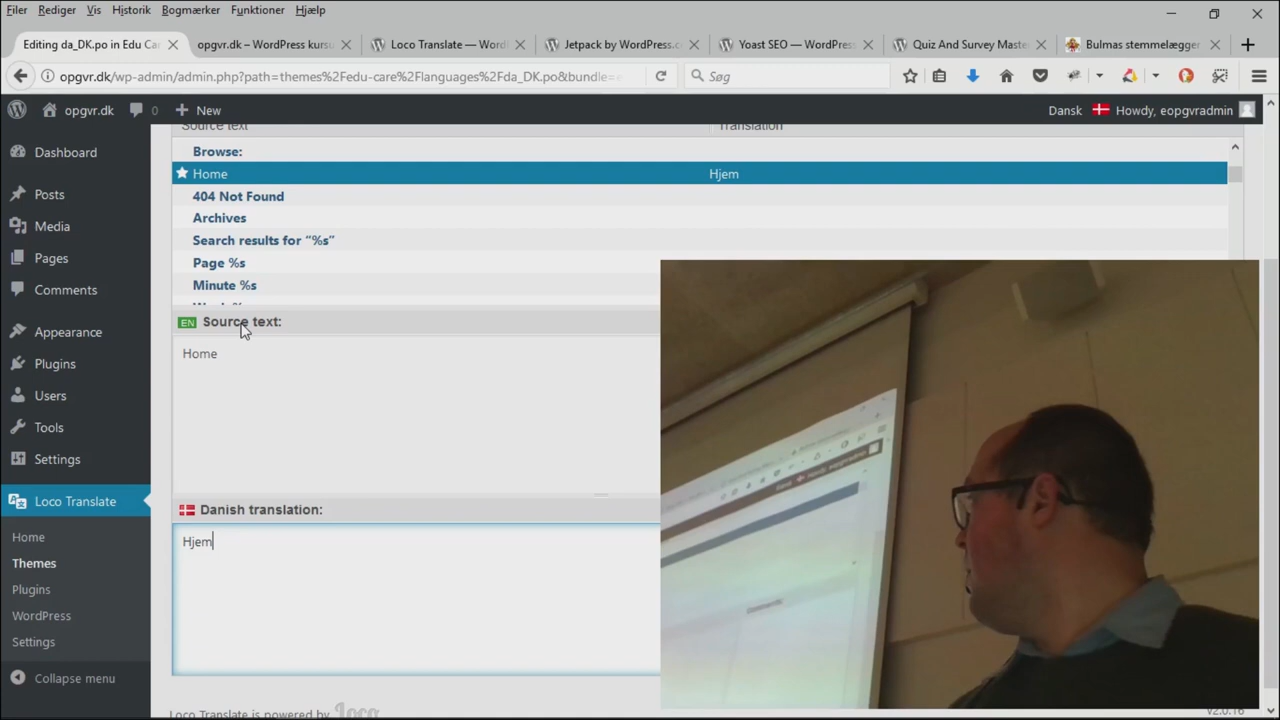 Filer Rediger Vis Historik Bogmærker Funktioner Hjælp
Editing da_DK.po in Edu Ca
opgvr.dk – WordPress kursu
Loco Translate — Word
Jetpack by WordPress.c
Yoast SEO — WordPress
Quiz And Survey Maste
Bulmas stemmelægger
opgvr.dk/wp-admin/admin.php?path=themes%2Fedu-care%2Flanguages%2Fda_DK.po&bundle=e
Søg
opgvr.dk 0 New Dansk Howdy, eopgvradmin
Source text Translation
Dashboard
Posts
Media
Pages
Comments
Appearance
Plugins
Users
Tools
Settings
Loco Translate
Home
Themes
Plugins
WordPress
Settings
Collapse menu
Browse:
Home Hjem
404 Not Found
Archives
Search results for “%s”
Page %s
Minute %s
EN Source text:
Home
Danish translation:
Hjem
Loco Translate is powered by loco
v2.0.16